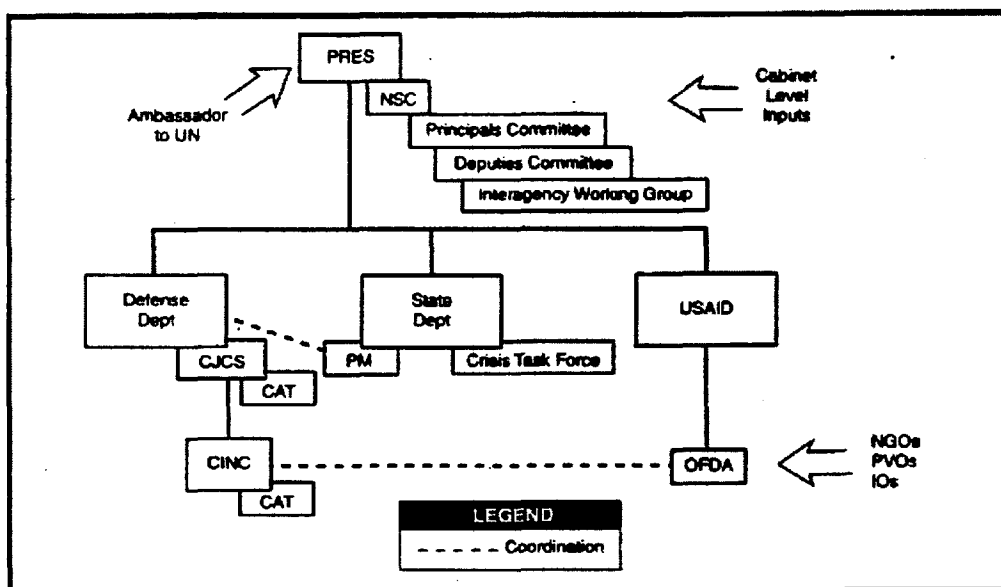 PRES
NSC
Ambassador
to UN
Cabinet
Level
Inputs
Principals Committee
Deputies Committee
Interagency Working Group
Defense
Dept
State
Dept
USAID
CJCS
PM
Crisis Task Force
CAT
CINC
OFDA
NGOs
PVOs
IOs
CAT
LEGEND
Coordination